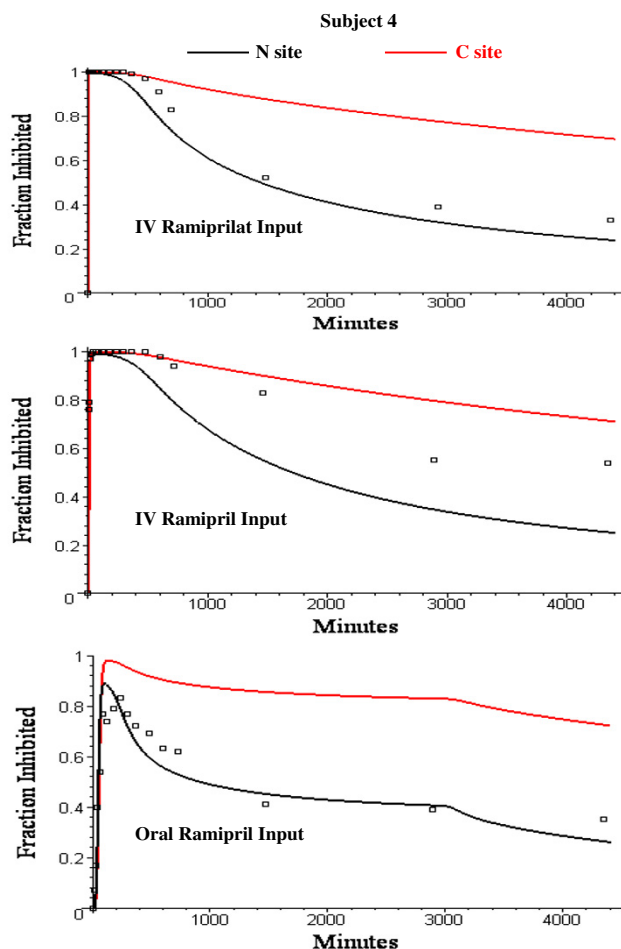 Subject 4
N site C site
Fraction Inhibited
1
0.8
0.6
0.4
0.2
0
IV Ramiprilat Input
1000 2000 3000 4000
Minutes
Fraction Inhibited
1
0.8
0.6
0.4
0.2
0
IV Ramipril Input
1000 2000 3000 4000
Minutes
Fraction Inhibited
1
0.8
0.6
0.4
0.2
0
Oral Ramipril Input
1000 2000 3000 4000
Minutes